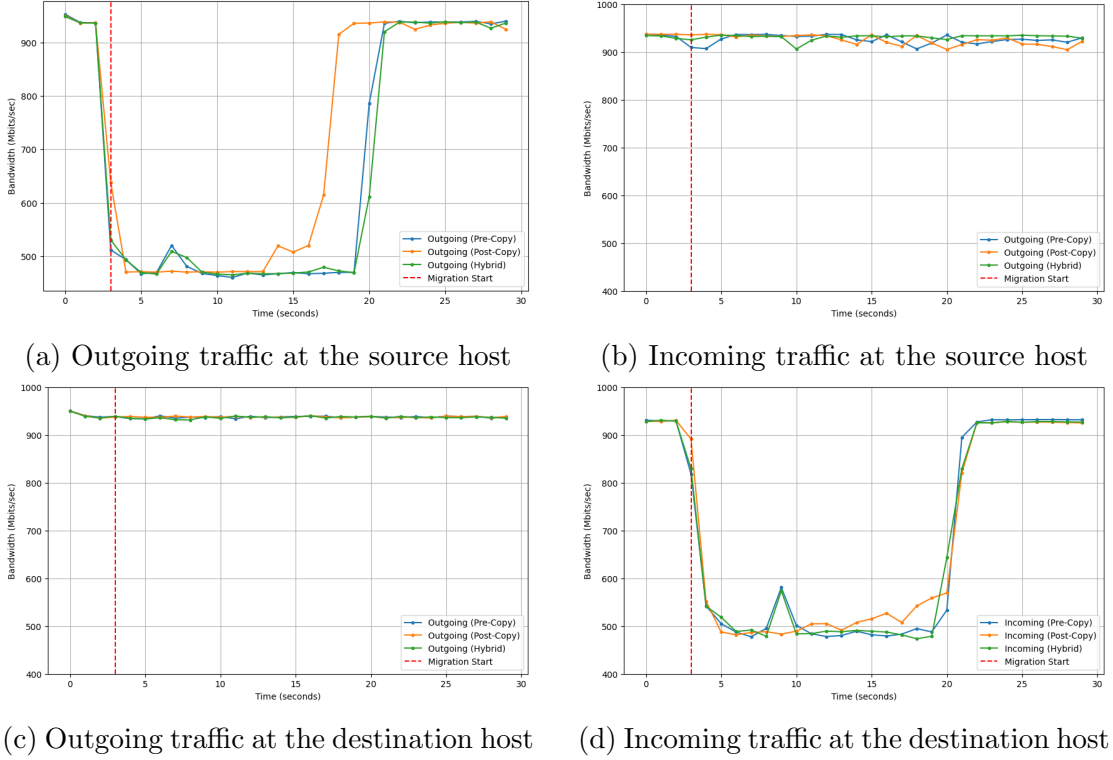 900
800
700
600
500
Bandwidth (Mbits/sec)
Outgoing (Pre-Copy)
Outgoing (Post-Copy)
Outgoing (Hybrid)
Migration Start
0 5 10 15 20 25 30
Time (seconds)
(a) Outgoing traffic at the source host
1000
900
800
700
600
500
400
Bandwidth (Mbits/sec)
Outgoing (Pre-Copy)
Outgoing (Post-Copy)
Outgoing (Hybrid)
Migration Start
0 5 10 15 20 25 30
Time (seconds)
(b) Incoming traffic at the source host
1000
900
800
700
600
500
400
Bandwidth (Mbits/sec)
Outgoing (Pre-Copy)
Outgoing (Post-Copy)
Outgoing (Hybrid)
Migration Start
0 5 10 15 20 25 30
Time (seconds)
(c) Outgoing traffic at the destination host
1000
900
800
700
600
500
400
Bandwidth (Mbits/sec)
Incoming (Pre-Copy)
Incoming (Post-Copy)
Incoming (Hybrid)
Migration Start
0 5 10 15 20 25 30
Time (seconds)
(d) Incoming traffic at the destination host